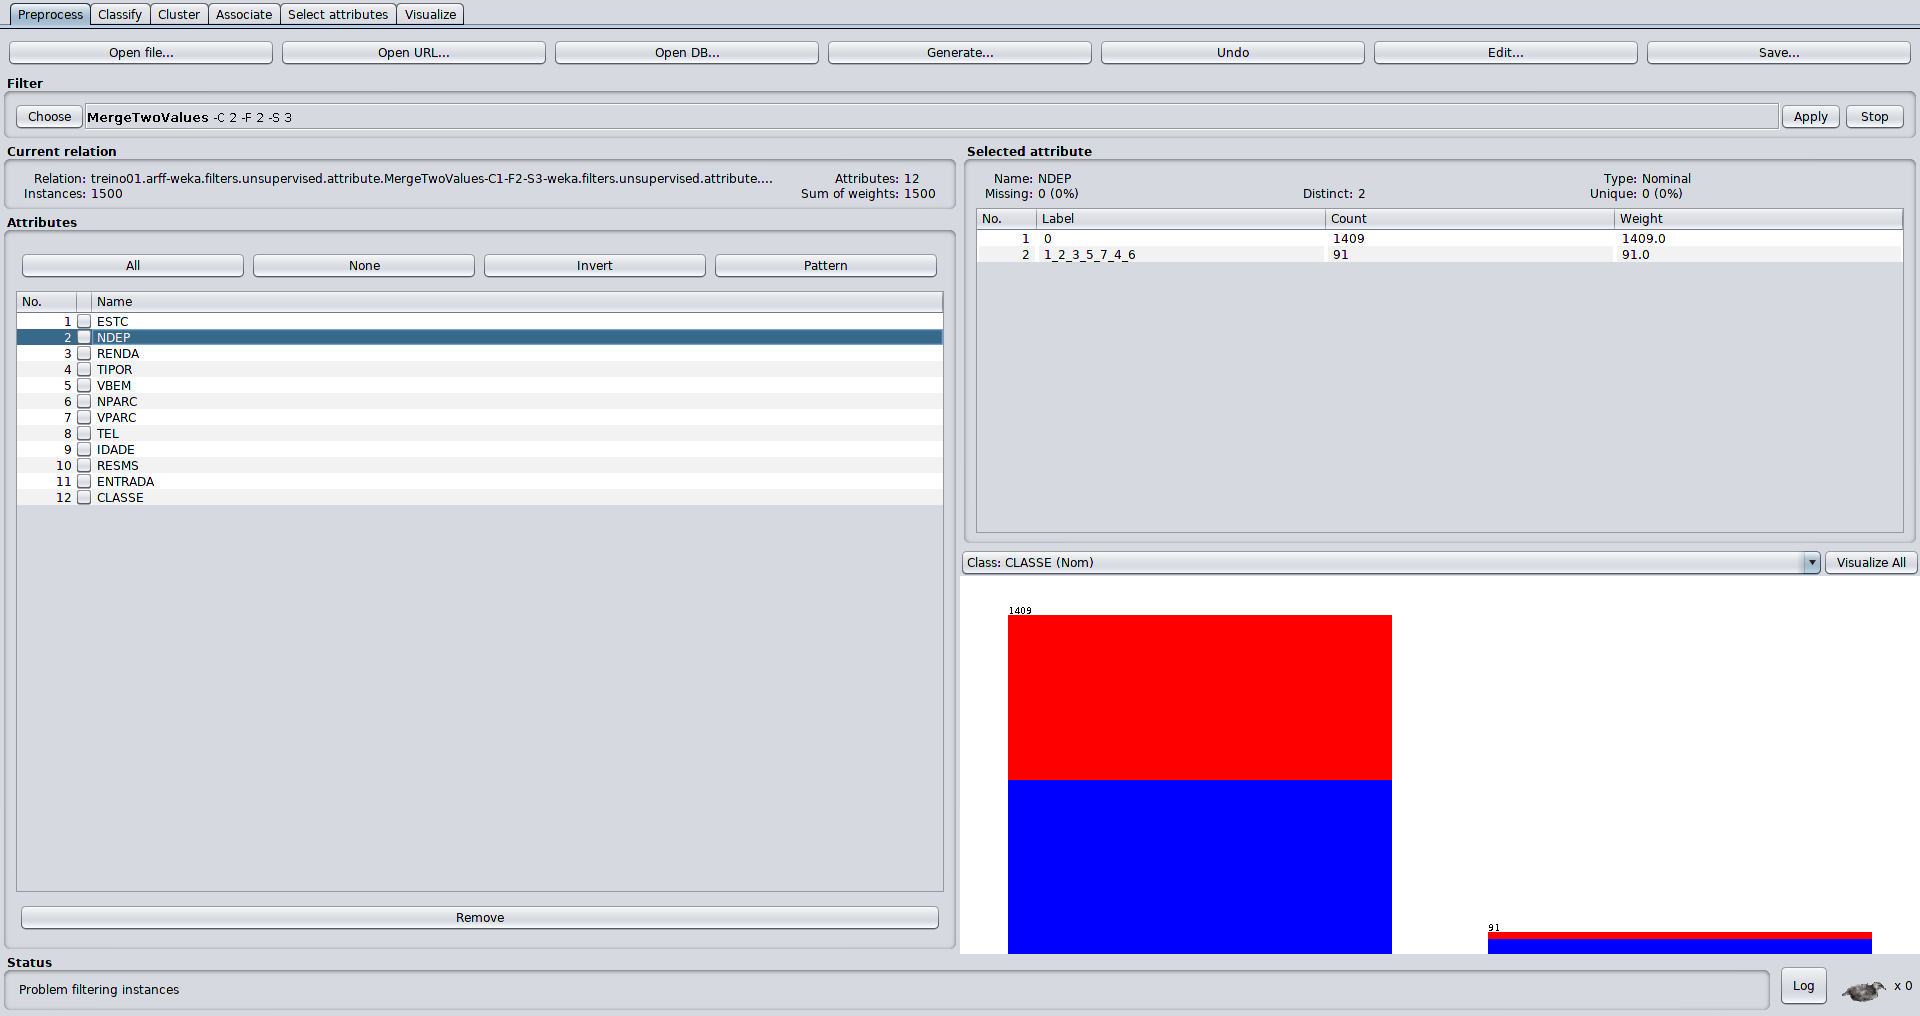 Preprocess Classify Cluster Associate Select attributes Visualize
Open file... Open URL... Open DB... Generate... Undo Edit... Save...
Filter
Choose MergeTwoValues -C 2 -F 2 -S 3 Apply Stop
Current relation
Relation: treino01.arff-weka.filters.unsupervised.attribute.MergeTwoValues-C1-F2-S3-weka.filters.unsupervised.attribute.... Attributes: 12
Instances: 1500 Sum of weights: 1500
Attributes
All None Invert Pattern
No. Name
1 ESTC
2 NDEP
3 RENDA
4 TIPOR
5 VBEM
6 NPARC
7 VPARC
8 TEL
9 IDADE
10 RESMS
11 ENTRADA
12 CLASSE
Remove
Selected attribute
Name: NDEP Type: Nominal
Missing: 0 (0%) Distinct: 2 Unique: 0 (0%)
No. Label Count Weight
1 0 1409 1409.0
2 1_2_3_5_7_4_6 91 91.0
Class: CLASSE (Nom) Visualize All
1409
91
Status
Problem filtering instances Log x 0